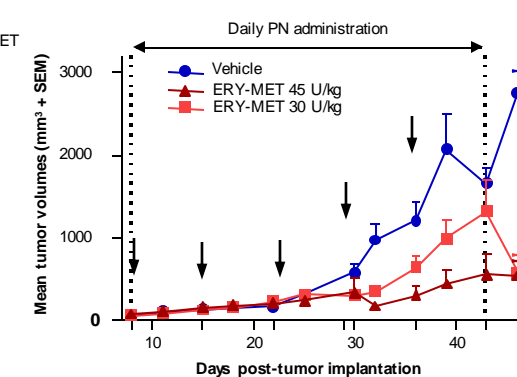 Daily PN administration
ET
Vehicle
ERY-MET 45 U/kg
ERY-MET 30 U/kg
Mean tumor volumes (mm³ + SEM)
3000
2000
1000
0
10
20
30
40
Days post-tumor implantation